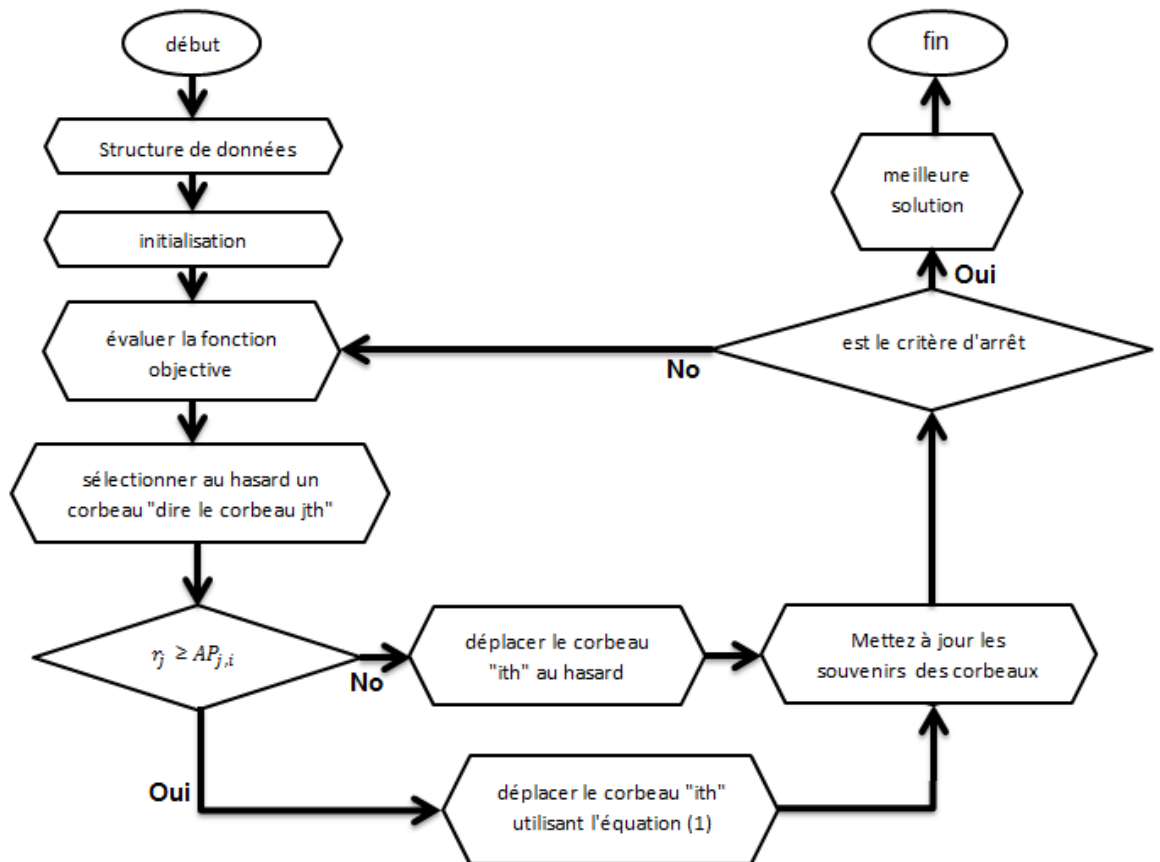 début
Structure de données
initialisation
évaluer la fonction
objective
sélectionner au hasard un
corbeau "dire le corbeau jth"
r_j ≥ AP_{j,i}
No
Oui
déplacer le corbeau
"ith" au hasard
déplacer le corbeau "ith"
utilisant l'équation (1)
Mettez à jour les
souvenirs des corbeaux
est le critère d'arrêt
No
Oui
meilleure
solution
fin